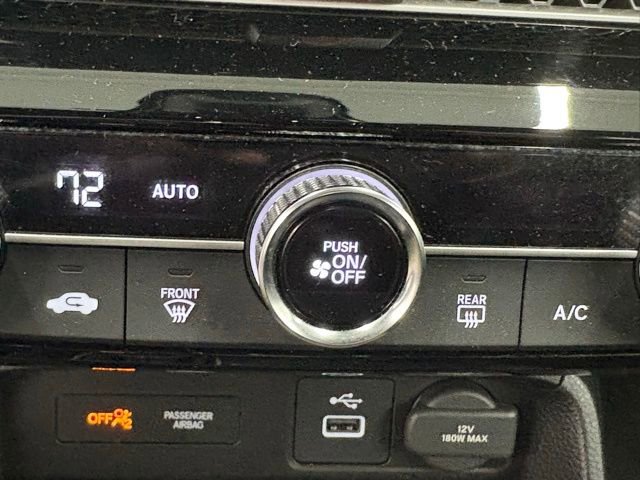 72 AUTO
PUSH
ON/
OFF
FRONT
REAR
A/C
OFF
PASSENGER
AIRBAG
12V
180W MAX